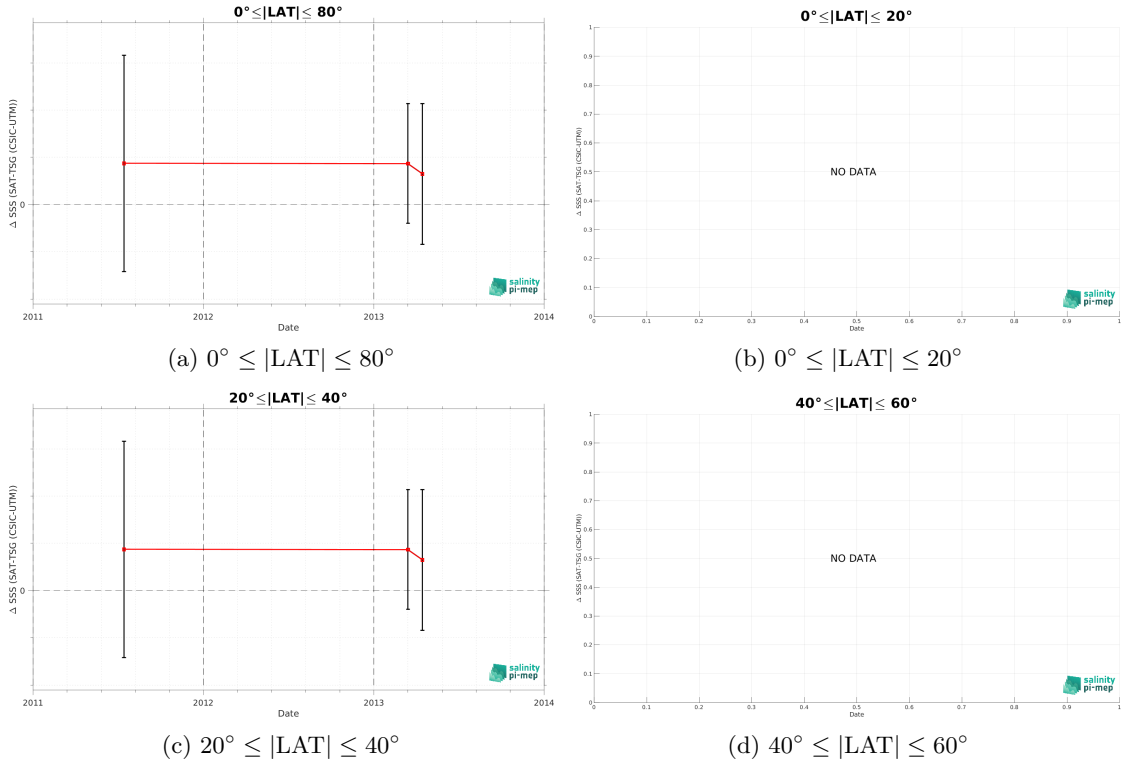 0°≤|LAT|≤ 80°
Δ SSS (SAT-TSG (CSIC-UTM))
0
2011 2012 2013 2014
Date
salinity
pi-mep
(a) 0° ≤ |LAT| ≤ 80°
0°≤|LAT|≤ 20°
Δ SSS (SAT-TSG (CSIC-UTM))
1
0.9
0.8
0.7
0.6
0.5
0.4
0.3
0.2
0.1
0
NO DATA
0 0.1 0.2 0.3 0.4 0.5 0.6 0.7 0.8 0.9 1
Date
salinity
pi-mep
(b) 0° ≤ |LAT| ≤ 20°
20°≤|LAT|≤ 40°
Δ SSS (SAT-TSG (CSIC-UTM))
0
2011 2012 2013 2014
Date
salinity
pi-mep
(c) 20° ≤ |LAT| ≤ 40°
40°≤|LAT|≤ 60°
Δ SSS (SAT-TSG (CSIC-UTM))
1
0.9
0.8
0.7
0.6
0.5
0.4
0.3
0.2
0.1
0
NO DATA
0 0.1 0.2 0.3 0.4 0.5 0.6 0.7 0.8 0.9 1
Date
salinity
pi-mep
(d) 40° ≤ |LAT| ≤ 60°